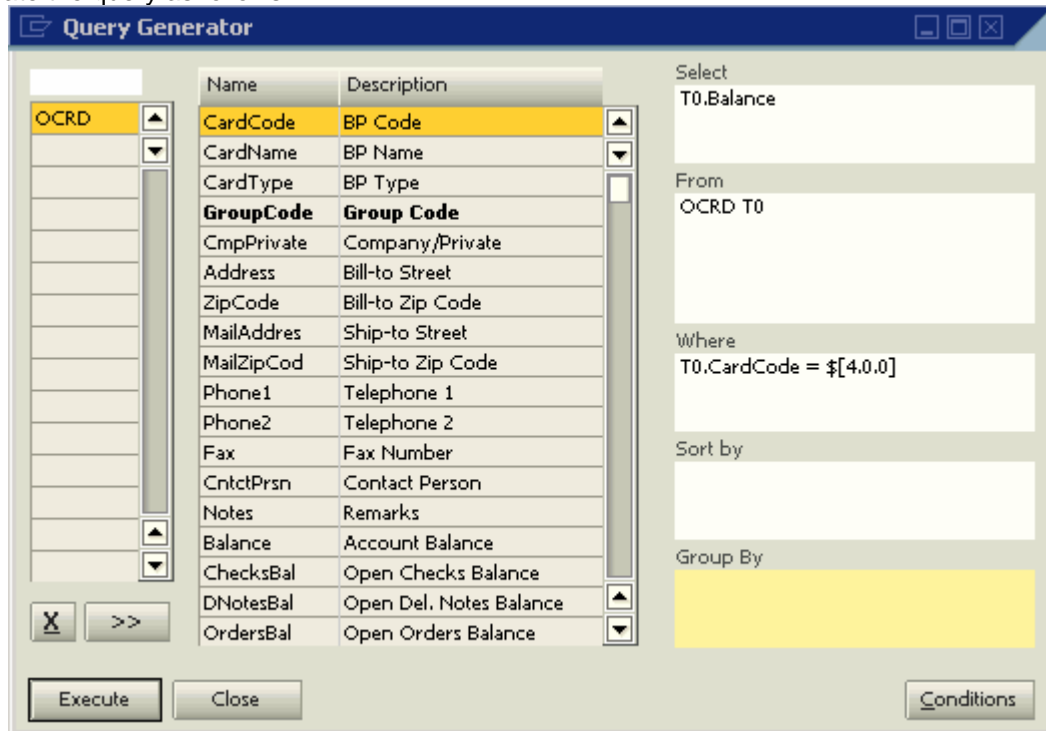 Query Generator
OCRD
Name Description
CardCode BP Code
CardName BP Name
CardType BP Type
GroupCode Group Code
CmpPrivate Company/Private
Address Bill-to Street
ZipCode Bill-to Zip Code
MailAddres Ship-to Street
MailZipCod Ship-to Zip Code
Phone1 Telephone 1
Phone2 Telephone 2
Fax Fax Number
CntctPrsn Contact Person
Notes Remarks
Balance Account Balance
ChecksBal Open Checks Balance
DNotesBal Open Del. Notes Balance
OrdersBal Open Orders Balance
Select
T0.Balance
From
OCRD T0
Where
T0.CardCode = $[4.0.0]
Sort by
Group By
X >>
Execute Close Conditions